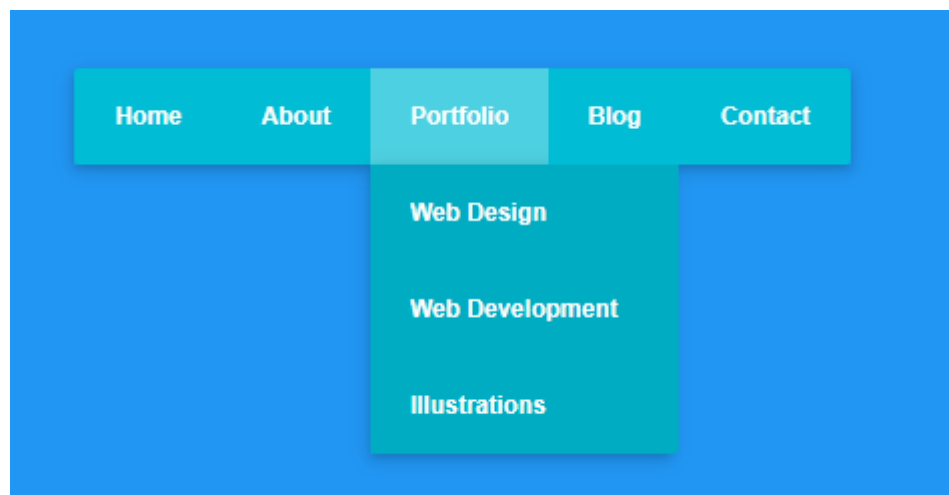 Home About Portfolio Blog Contact
Web Design
Web Development
Illustrations